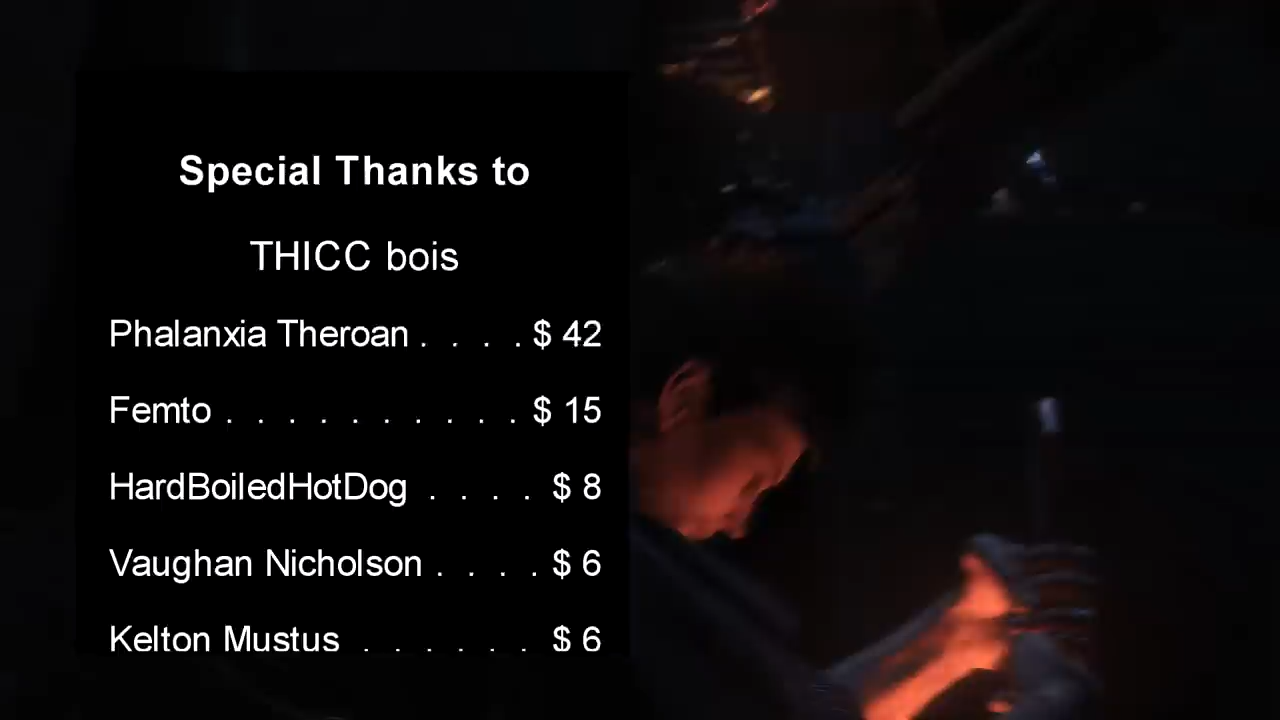 Special Thanks to
THICC bois
Phalanxia Theroan . . . . $ 42
Femto . . . . . . . . . . $ 15
HardBoiledHotDog . . . . $ 8
Vaughan Nicholson . . . . $ 6
Kelton Mustus . . . . . . $ 6